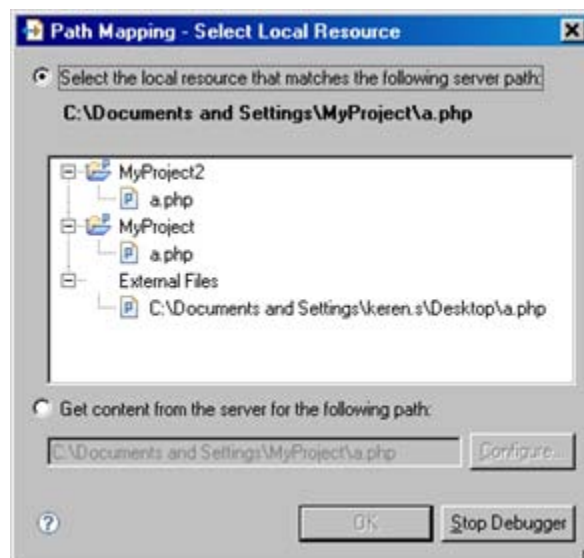 Path Mapping - Select Local Resource
Select the local resource that matches the following server path:
C:\Documents and Settings\MyProject\a.php
MyProject2
a.php
MyProject
a.php
External Files
C:\Documents and Settings\keren.s\Desktop\a.php
Get content from the server for the following path:
C:\Documents and Settings\MyProject\a.php
Configure...
OK
Stop Debugger